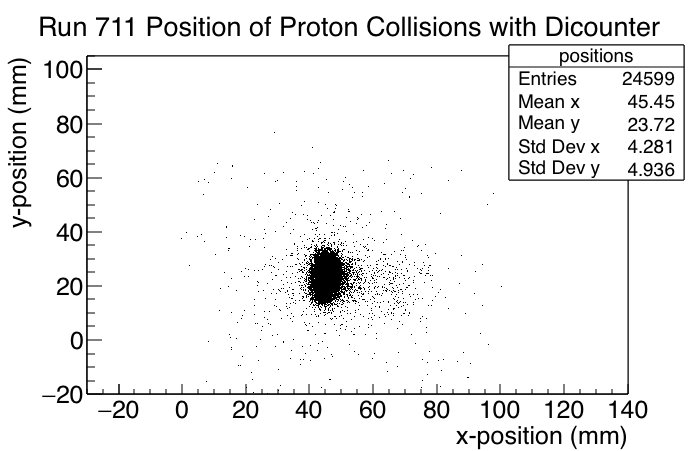 Run 711 Position of Proton Collisions with Dicounter
positions
Entries 24599
Mean x 45.45
Mean y 23.72
Std Dev x 4.281
Std Dev y 4.936
y-position (mm)
100
80
60
40
20
0
−20
−20 0 20 40 60 80 100 120 140
x-position (mm)